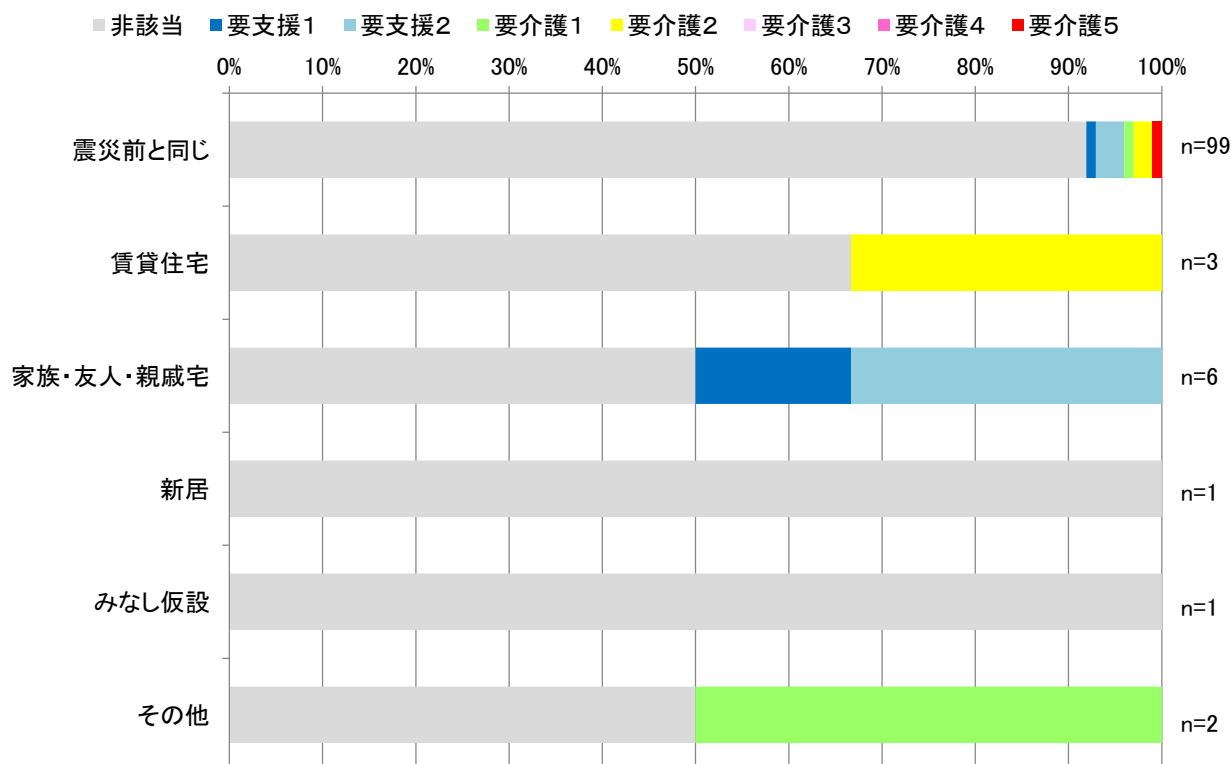 非該当 要支援1 要支援2 要介護1 要介護2 要介護3 要介護4 要介護5
0% 10% 20% 30% 40% 50% 60% 70% 80% 90% 100%
震災前と同じ n=99
賃貸住宅 n=3
家族・友人・親戚宅 n=6
新居 n=1
みなし仮設 n=1
その他 n=2